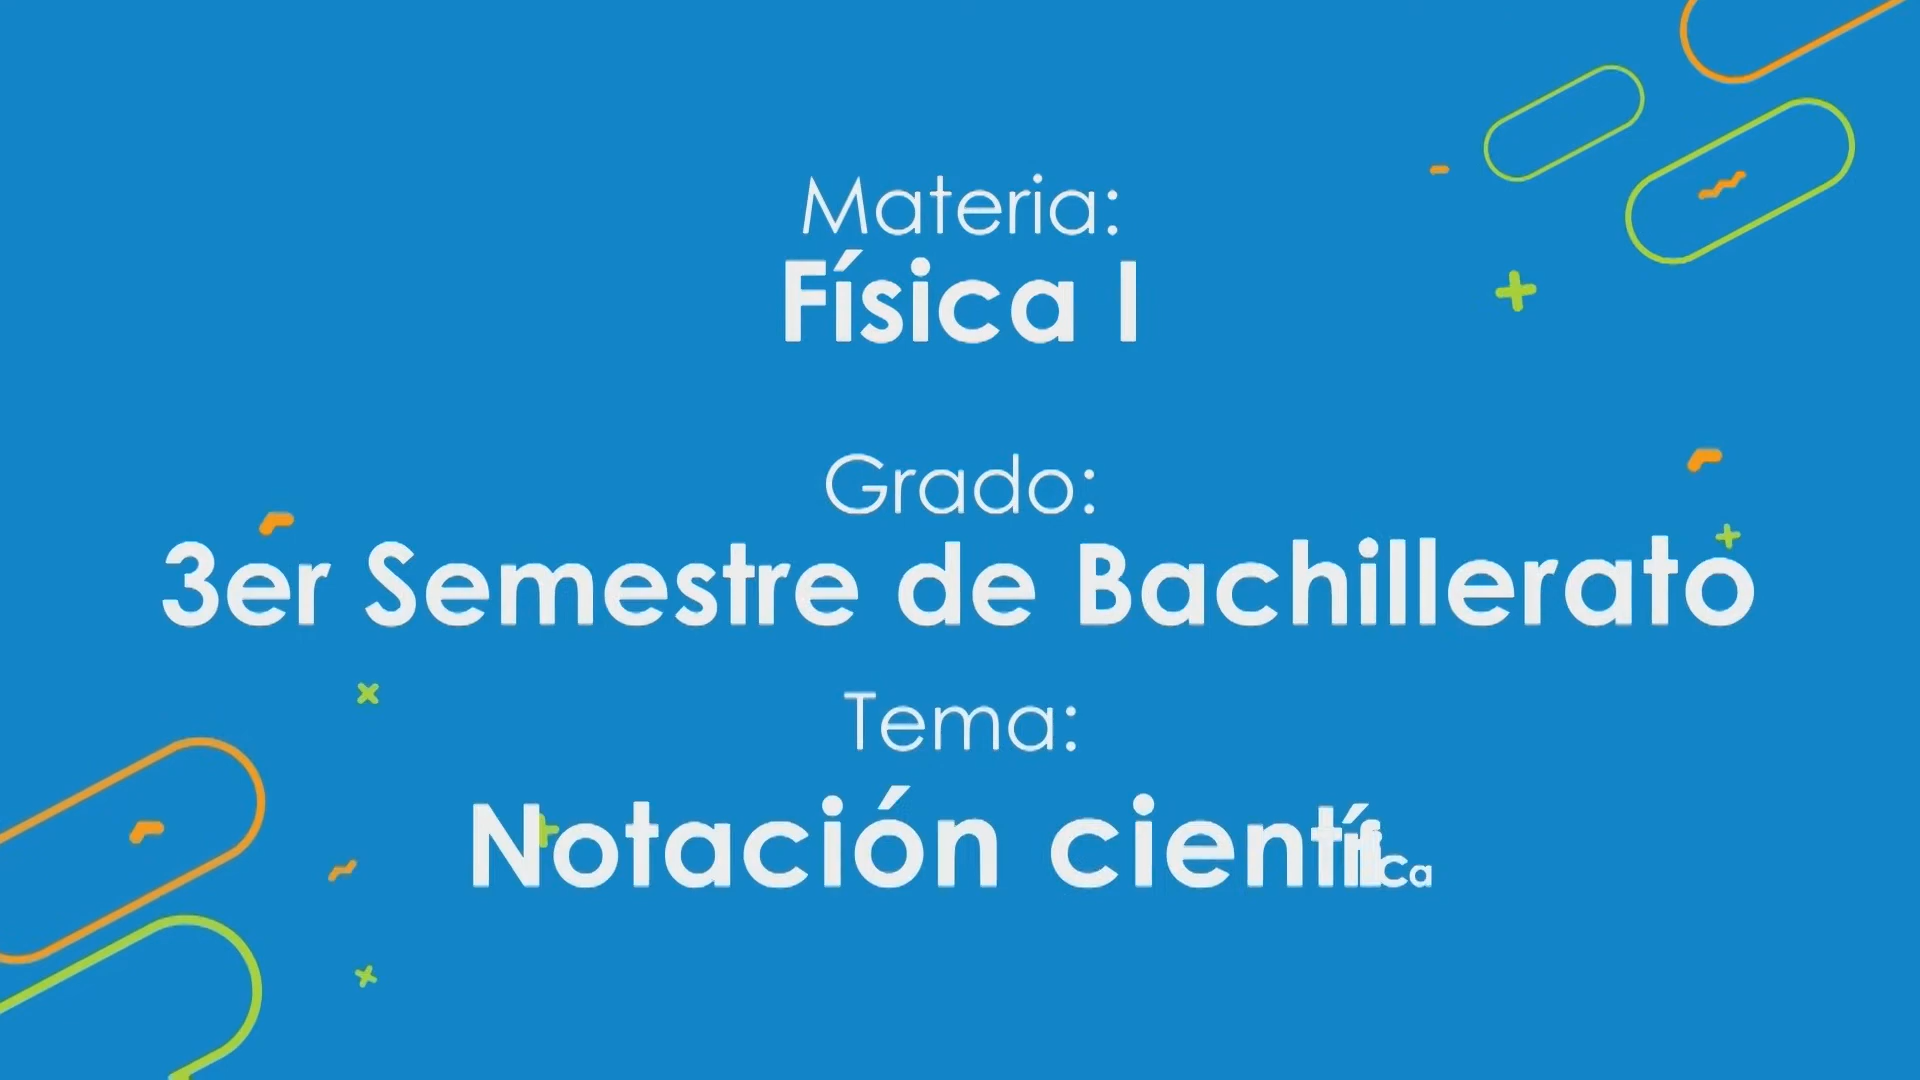 Materia:
Física I
Grado:
3er Semestre de Bachillerato
Tema:
Notación científica